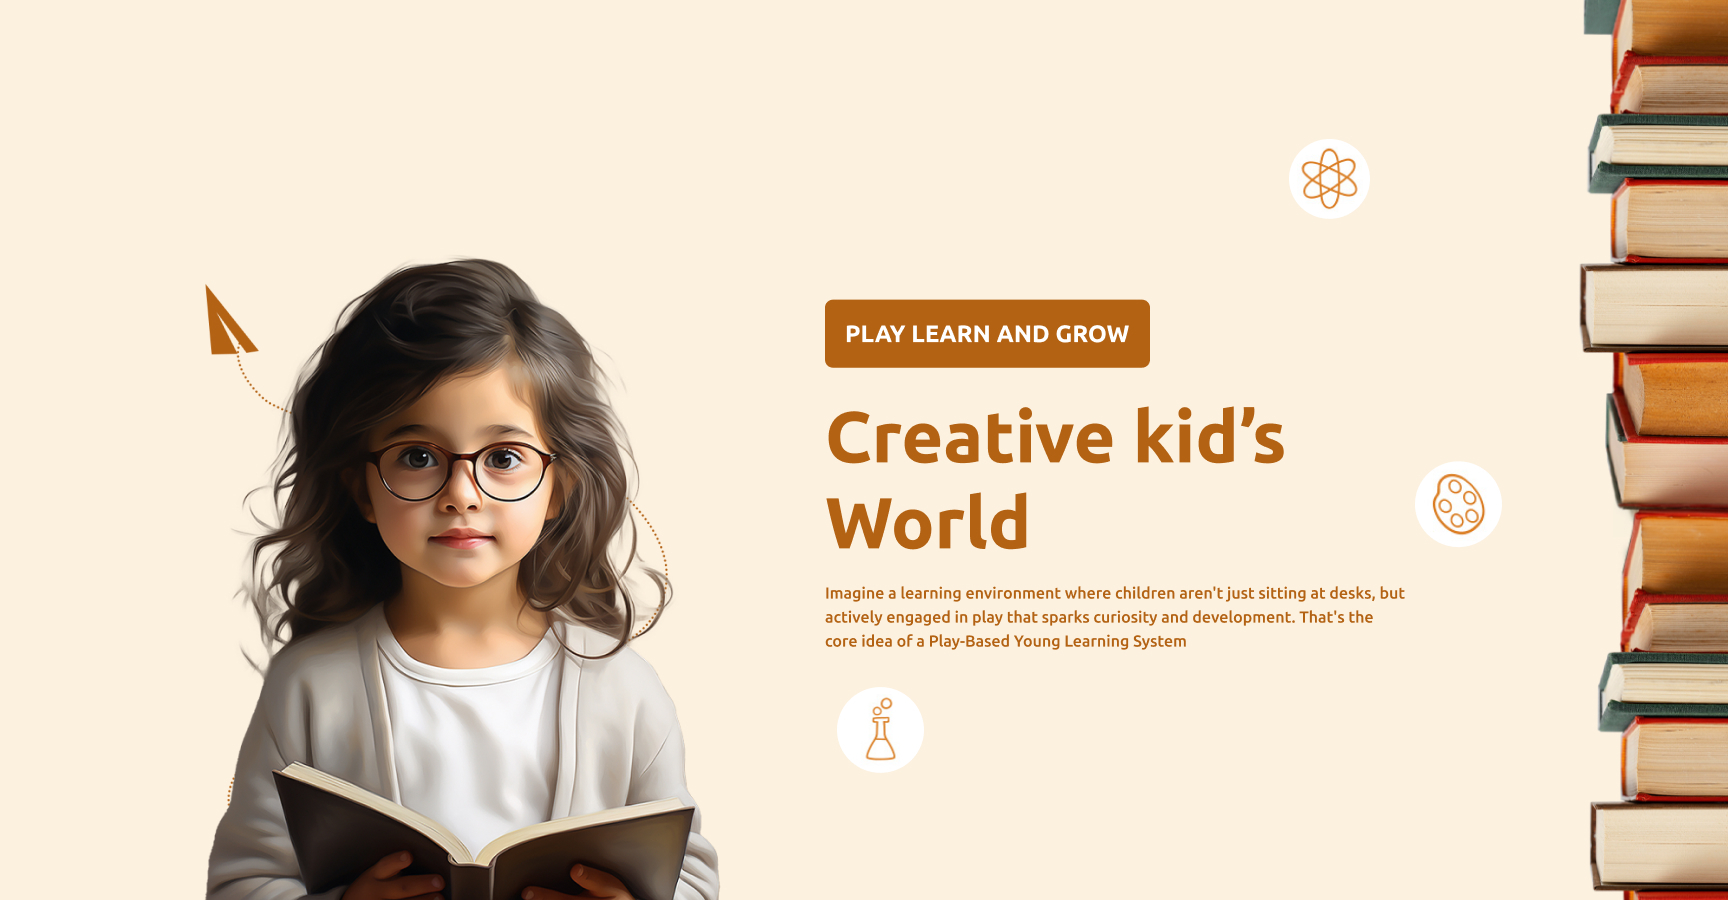 PLAY LEARN AND GROW
Creative kid’s
World
Imagine a learning environment where children aren't just sitting at desks, but
actively engaged in play that sparks curiosity and development. That's the
core idea of a Play-Based Young Learning System